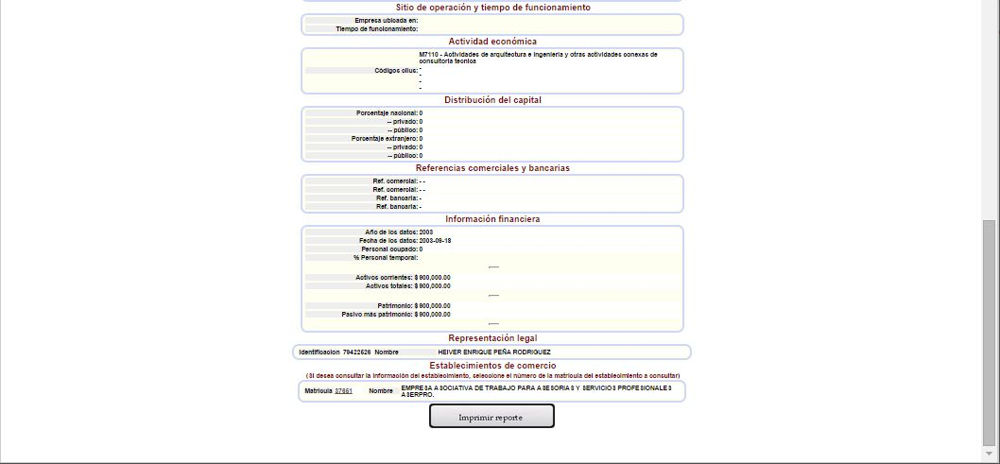 Sitio de operación y tiempo de funcionamiento
Empresa ubicada en:
Tiempo de funcionamiento:
Actividad económica
M7110 - Actividades de arquitectura e ingenieria y otras actividades conexas de
consultoria tecnica
Códigos ciius: -
-
-
-
Distribución del capital
Porcentaje nacional: 0
-- privado: 0
-- público: 0
Porcentaje extranjero: 0
-- privado: 0
-- público: 0
Referencias comerciales y bancarias
Ref. comercial: - -
Ref. comercial: - -
Ref. bancaria: -
Ref. bancaria: -
Información financiera
Año de los datos: 2003
Fecha de los datos: 2003-09-18
Personal ocupado: 0
% Personal temporal:
Activos corrientes: $ 900,000.00
Activos totales: $ 900,000.00
Patrimonio: $ 900,000.00
Pasivo más patrimonio: $ 900,000.00
Representación legal
Identificacion 79422526 Nombre HEIVER ENRIQUE PEÑA RODRIGUEZ
Establecimientos de comercio
(Si desea consultar la información del establecimiento, seleccione el número de la matricula del establecimiento a consultar)
Matricula 37651 Nombre EMPRESA ASOCIATIVA DE TRABAJO PARA ASESORIAS Y SERVICIOS PROFESIONALES
ASERPRO.
Imprimir reporte